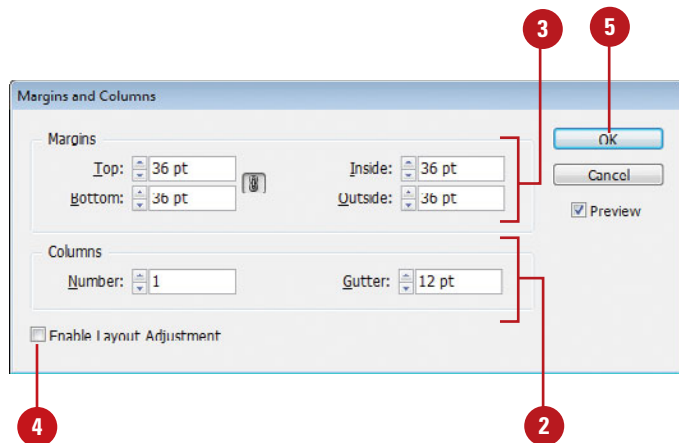 3 5
Margins and Columns
Margins
Top: 36 pt Inside: 36 pt
Bottom: 36 pt Outside: 36 pt
Columns
Number: 1 Gutter: 12 pt
Enable Layout Adjustment
OK
Cancel
Preview
4 2